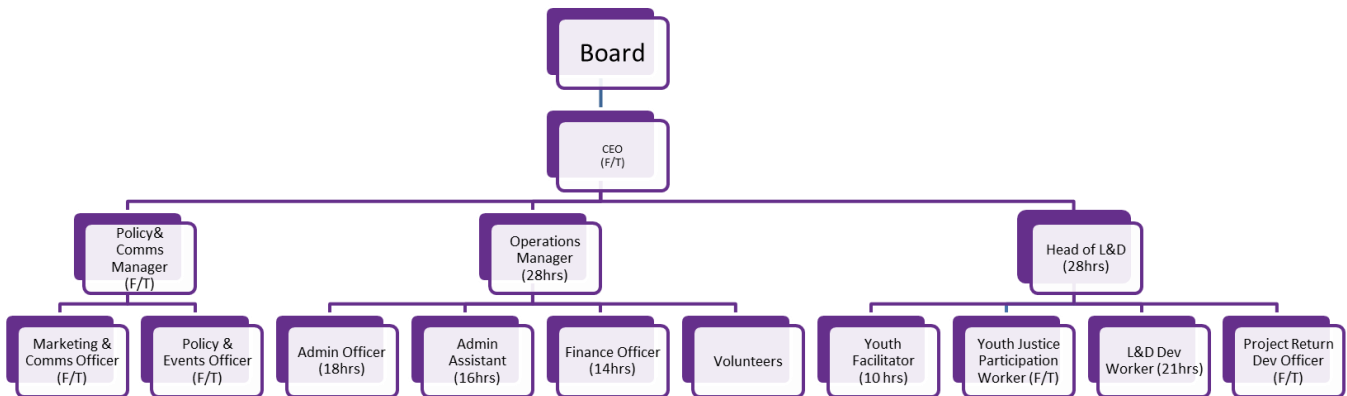 Board
CEO
(F/T)
Policy&
Comms
Manager
(F/T)
Operations
Manager
(28hrs)
Head of L&D
(28hrs)
Marketing &
Comms Officer
(F/T)
Policy &
Events Officer
(F/T)
Admin Officer
(18hrs)
Admin
Assistant
(16hrs)
Finance Officer
(14hrs)
Volunteers
Youth
Facilitator
(10 hrs)
Youth Justice
Participation
Worker (F/T)
L&D Dev
Worker (21hrs)
Project Return
Dev Officer
(F/T)